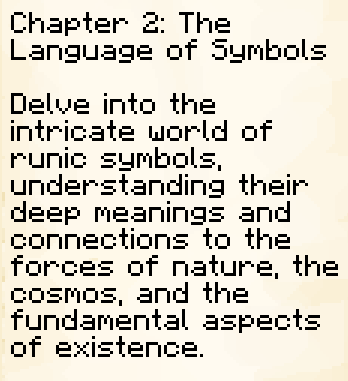 Chapter 2: The
Language of Symbols
Delve into the
intricate world of
runic symbols,
understanding their
deep meanings and
connections to the
forces of nature, the
cosmos, and the
fundamental aspects
of existence.